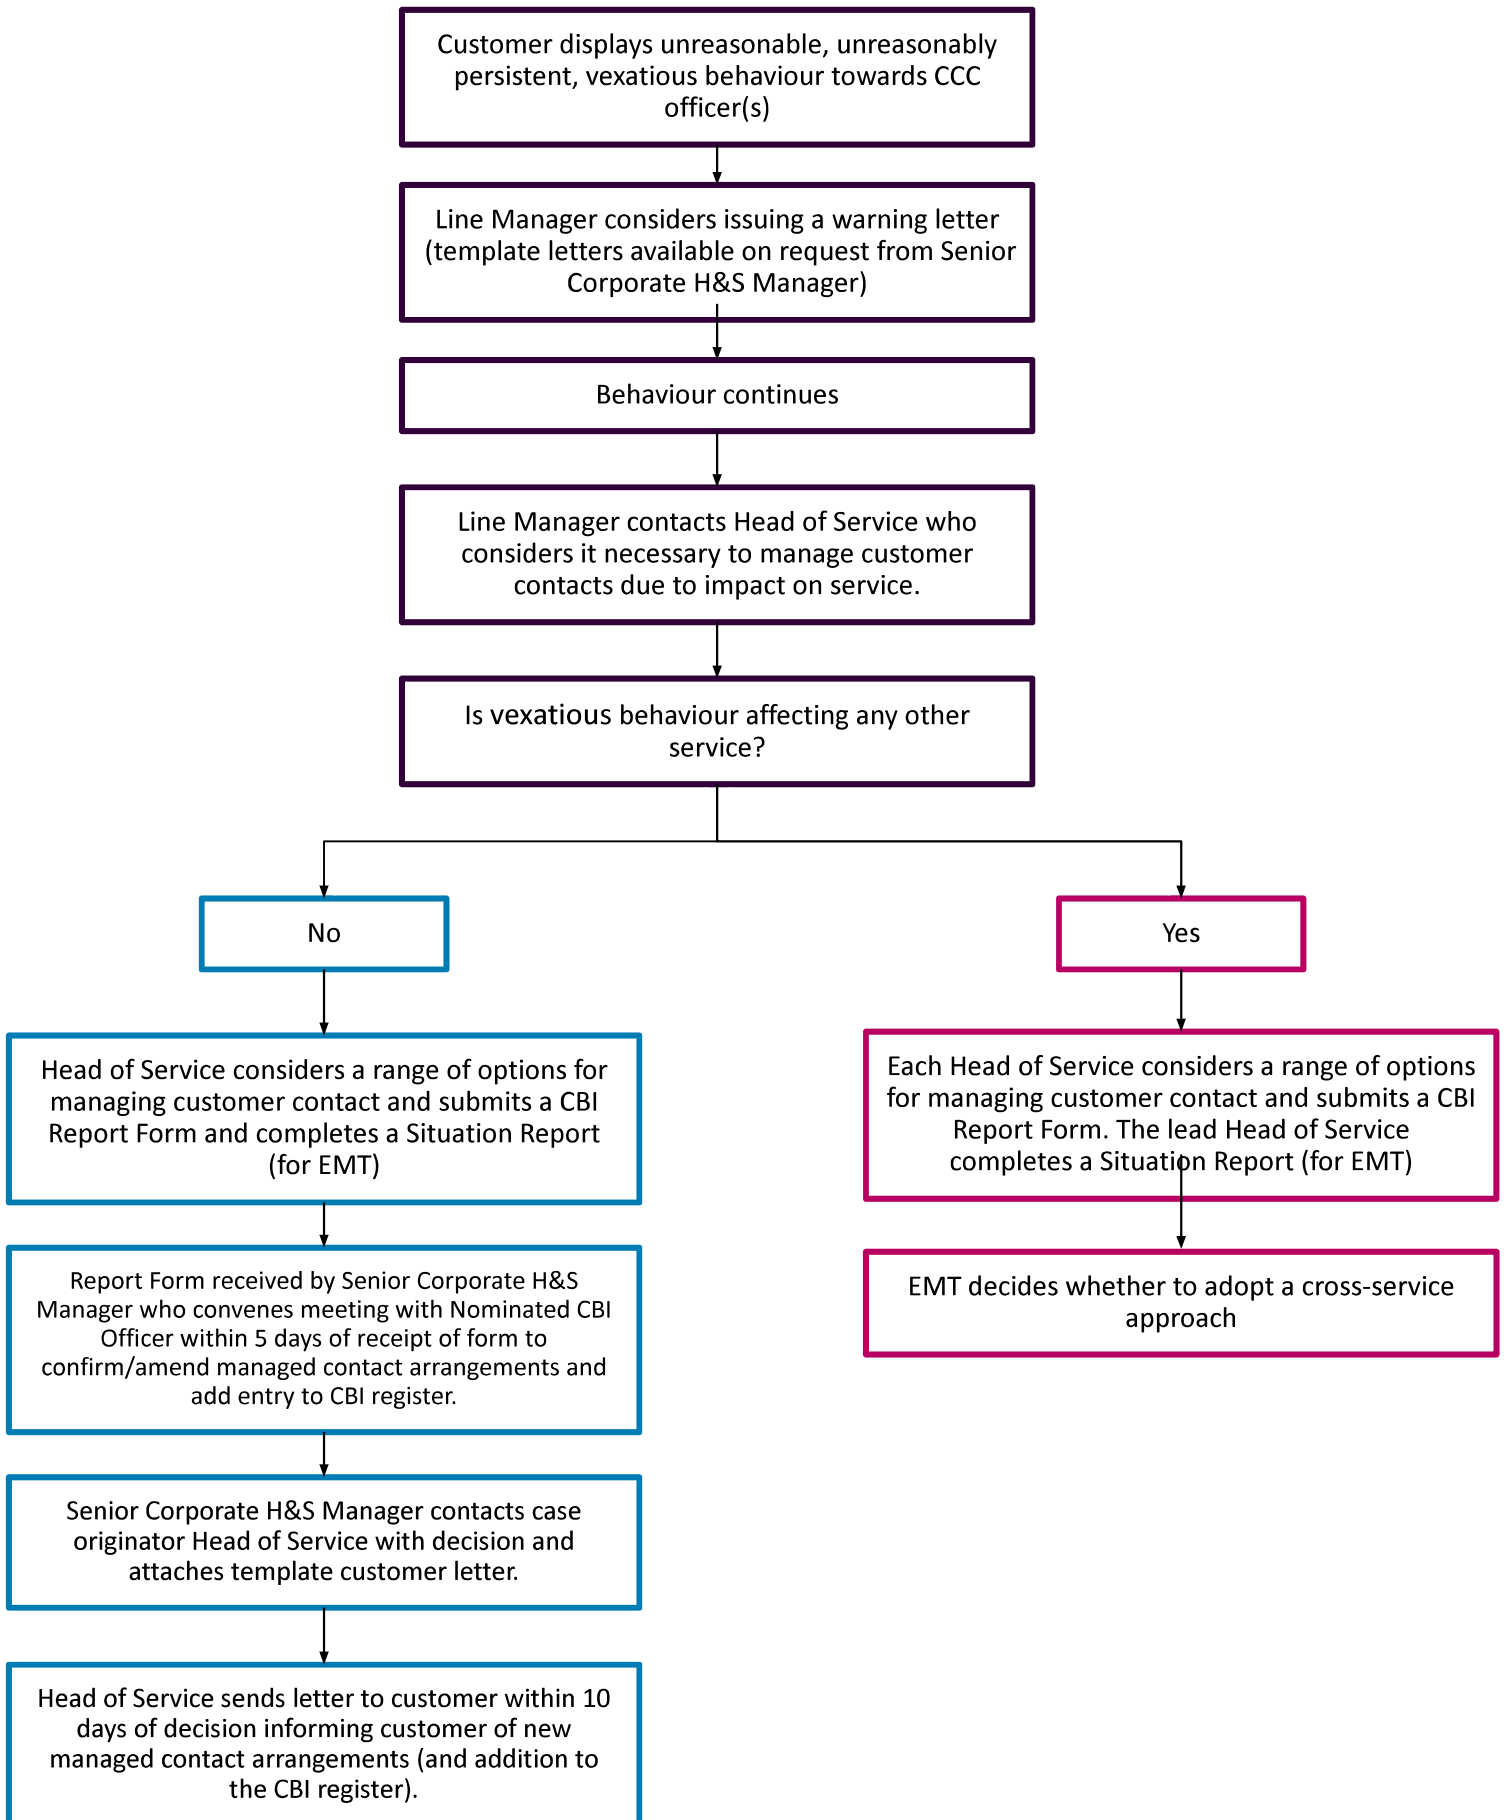 Customer displays unreasonable, unreasonably
persistent, vexatious behaviour towards CCC
officer(s)
Line Manager considers issuing a warning letter
(template letters available on request from Senior
Corporate H&S Manager)
Behaviour continues
Line Manager contacts Head of Service who
considers it necessary to manage customer
contacts due to impact on service.
Is vexatious behaviour affecting any other
service?
No
Head of Service considers a range of options for
managing customer contact and submits a CBI
Report Form and completes a Situation Report
(for EMT)
Report Form received by Senior Corporate H&S
Manager who convenes meeting with Nominated CBI
Officer within 5 days of receipt of form to
confirm/amend managed contact arrangements and
add entry to CBI register.
Senior Corporate H&S Manager contacts case
originator Head of Service with decision and
attaches template customer letter.
Head of Service sends letter to customer within 10
days of decision informing customer of new
managed contact arrangements (and addition to
the CBI register).
Yes
Each Head of Service considers a range of options
for managing customer contact and submits a CBI
Report Form. The lead Head of Service
completes a Situation Report (for EMT)
EMT decides whether to adopt a cross-service
approach